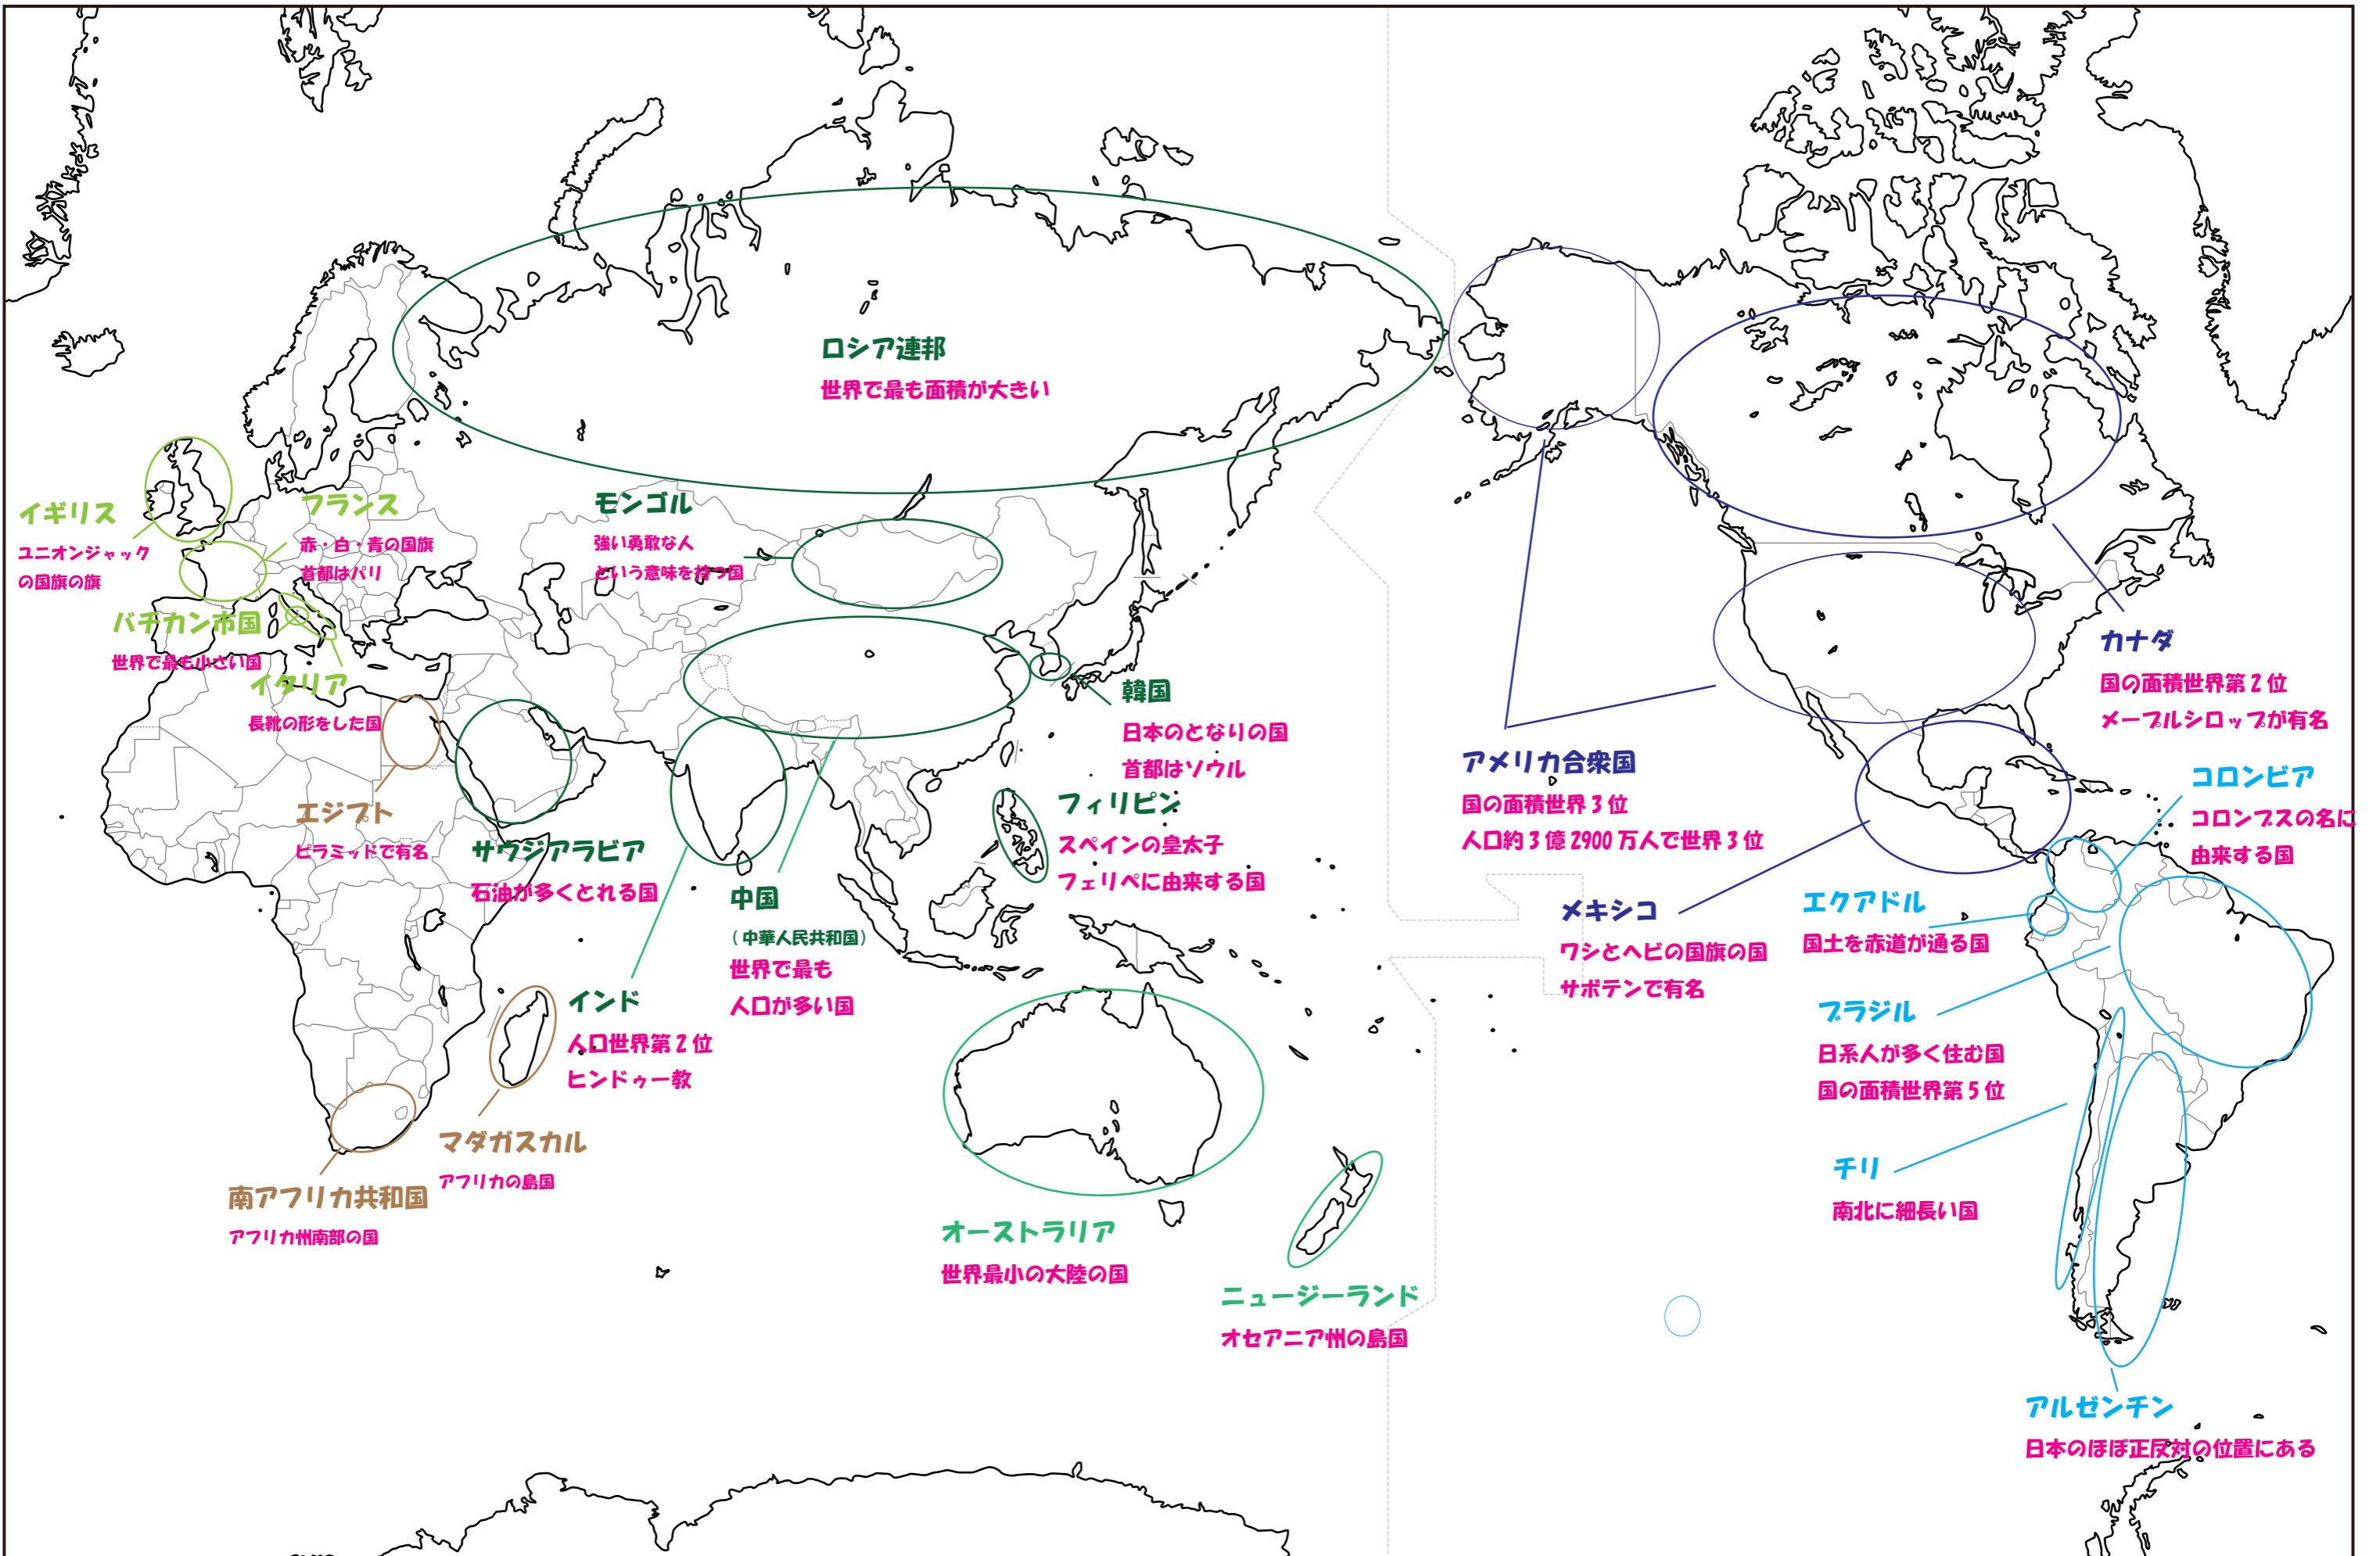 ロシア連邦
世界で最も面積が大きい
イギリス
ユニオンジャック
の国旗の旗
フランス
赤・白・青の国旗
首都はパリ
モンゴル
強い勇敢な人
という意味を持つ国
バチカン市国
世界で最も小さい国
イタリア
長靴の形をした国
エジプト
ピラミッドで有名
サウジアラビア
石油が多くとれる国
韓国
日本のとなりの国
首都はソウル
フィリピン
スペインの皇太子
フェリペに由来する国
中国
（中華人民共和国）
世界で最も
人口が多い国
インド
人口世界第2位
ヒンドゥー教
マダガスカル
アフリカの島国
南アフリカ共和国
アフリカ州南部の国
オーストラリア
世界最小の大陸の国
ニュージーランド
オセアニア州の島国
アメリカ合衆国
国の面積世界3位
人口約3億2900万人で世界3位
カナダ
国の面積世界第2位
メープルシロップが有名
メキシコ
ワシとヘビの国旗の国
サボテンで有名
コロンビア
コロンブスの名に
由来する国
エクアドル
国土を赤道が通る国
ブラジル
日系人が多く住む国
国の面積世界第5位
チリ
南北に細長い国
アルゼンチン
日本のほぼ正反対の位置にある